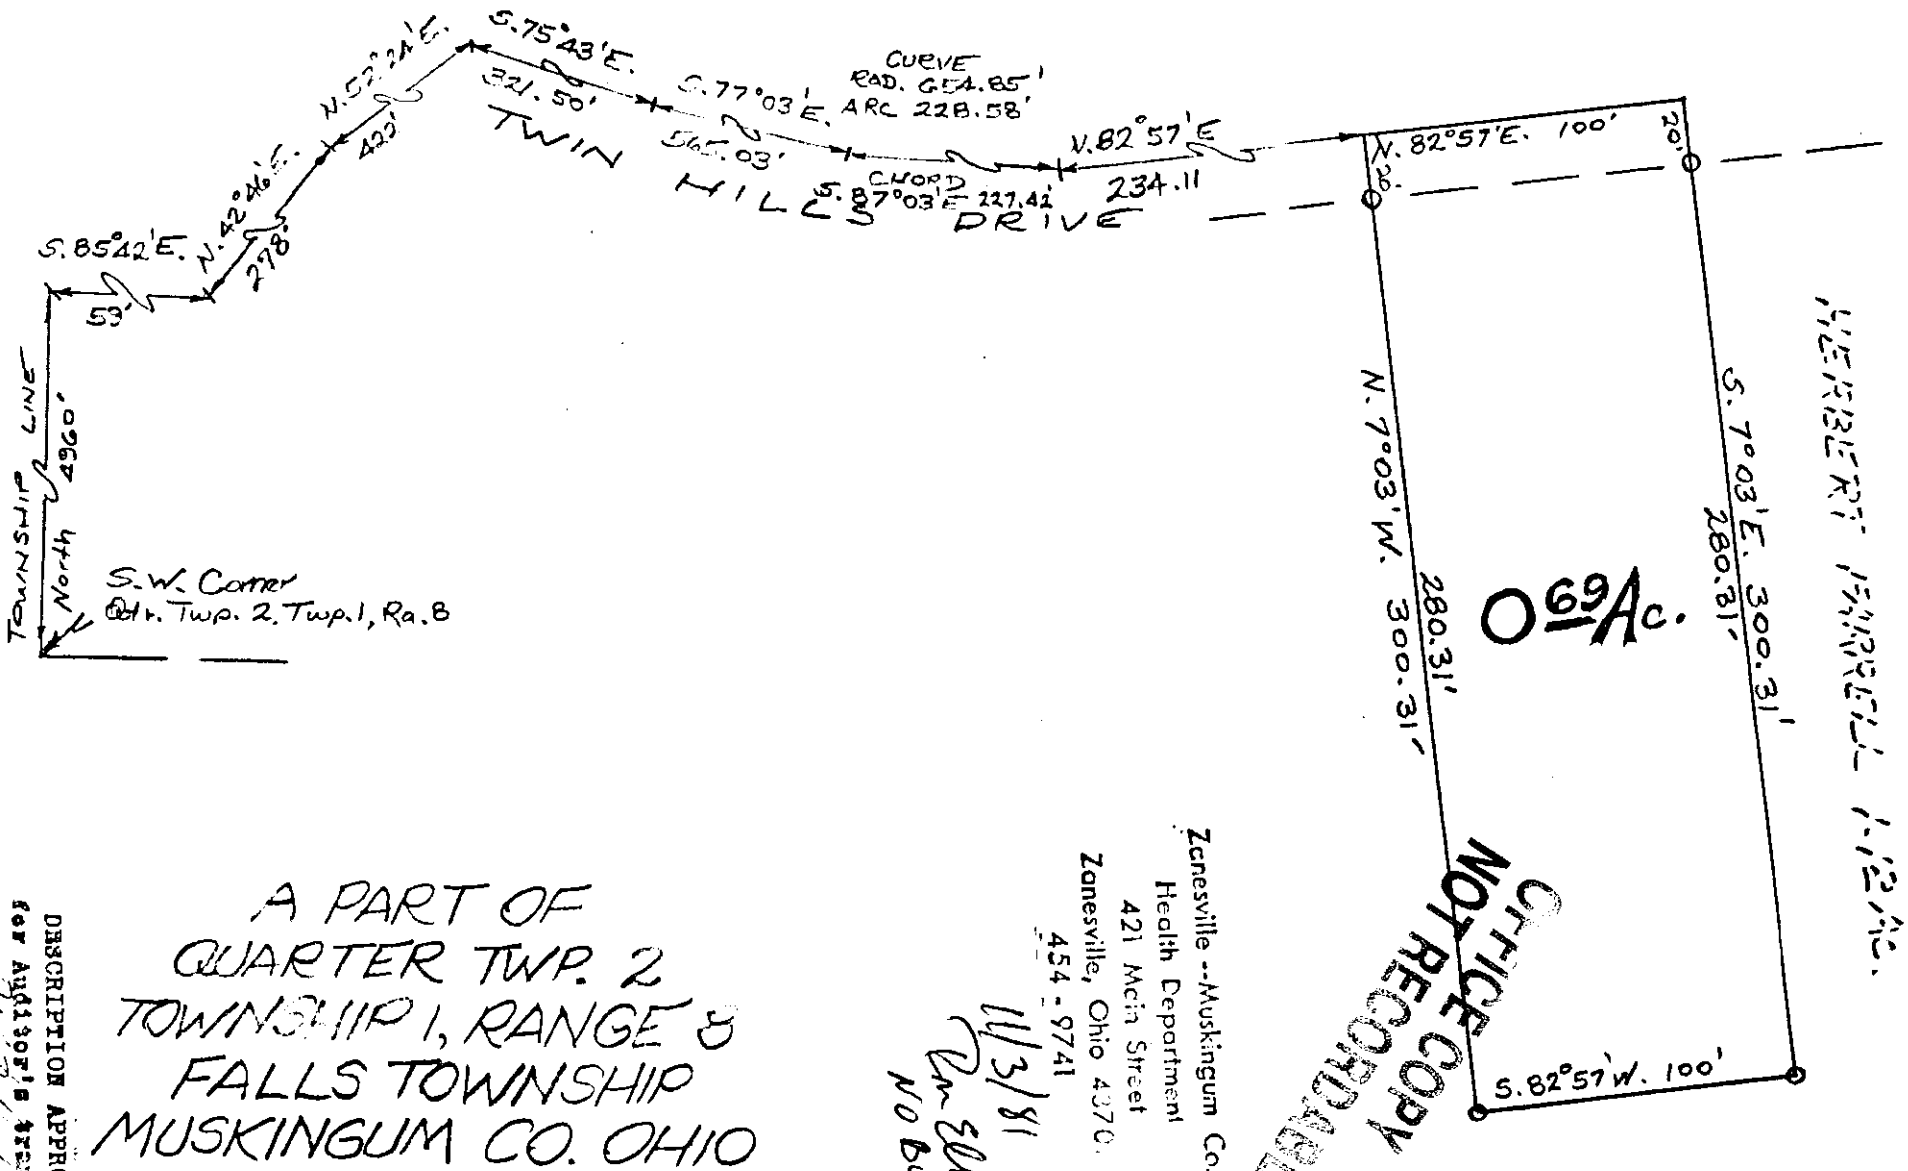 S.85°42'E.
53'
N.42°46'E.
278'
N.52°21'E.
422'
S.75°43'E.
321.50'
S.77°03'E.
565.03'
CURVE
RAD. 654.85'
ARC 228.58'
CHORD
S.87°03'E 227.42'
N.82°57'E
234.11
TWIN HILLS DRIVE
N.82°57'E. 100'
20'
20'
TOWNSHIP LINE
North 4960'
S.W. Corner
Qtr. Twp. 2, Twp.1, Ra.8
N. 7°03'W. 300.31'
280.31'
0 69 Ac.
S. 7°03'E. 300.31'
280.31'
HERBERT
S.82°57'W. 100'
OFFICE COPY
NOT RECORDABLE
Zanesville--Muskingum Co.
Health Department
421 Main Street
Zanesville, Ohio 4370
454-9741
11/3/81
A PART OF
QUARTER TWP. 2
TOWNSHIP 1, RANGE 8
FALLS TOWNSHIP
MUSKINGUM CO. OHIO
DESCRIPTION APPRO
for Auditor's